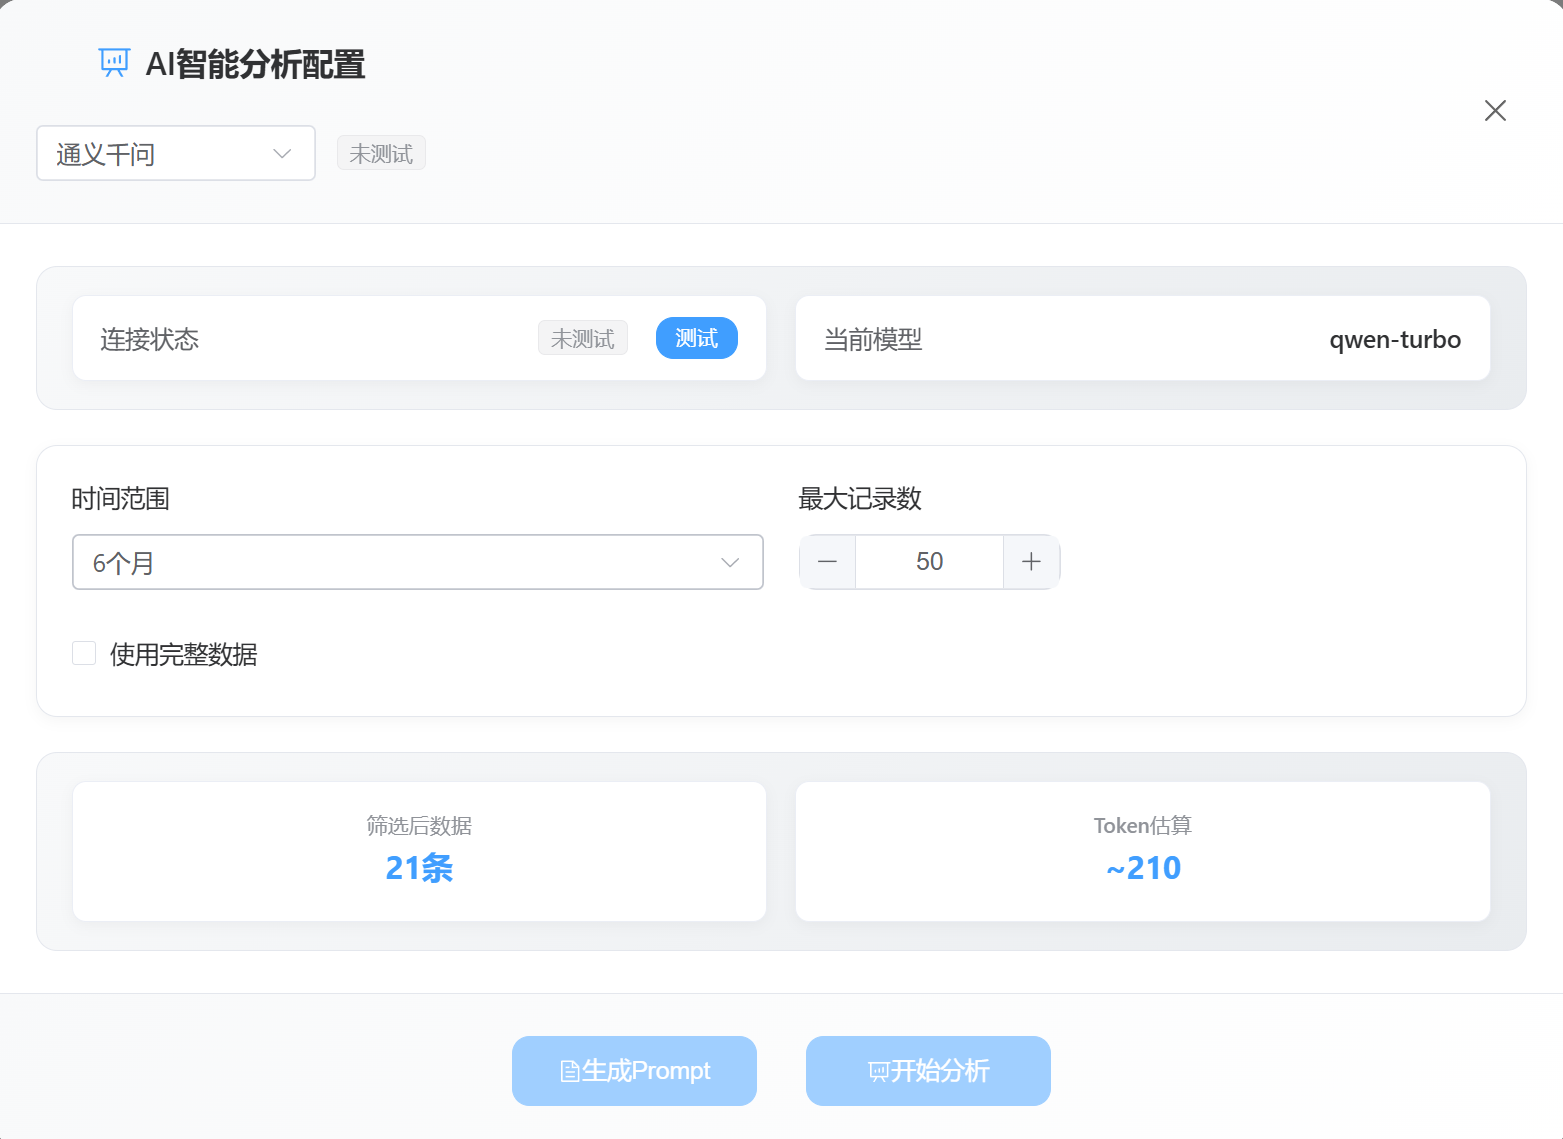 AI智能分析配置
通义千问
未测试
连接状态
未测试
测试
当前模型
qwen-turbo
时间范围
最大记录数
6个月
50
使用完整数据
筛选后数据
21条
Token估算
~210
生成Prompt
开始分析